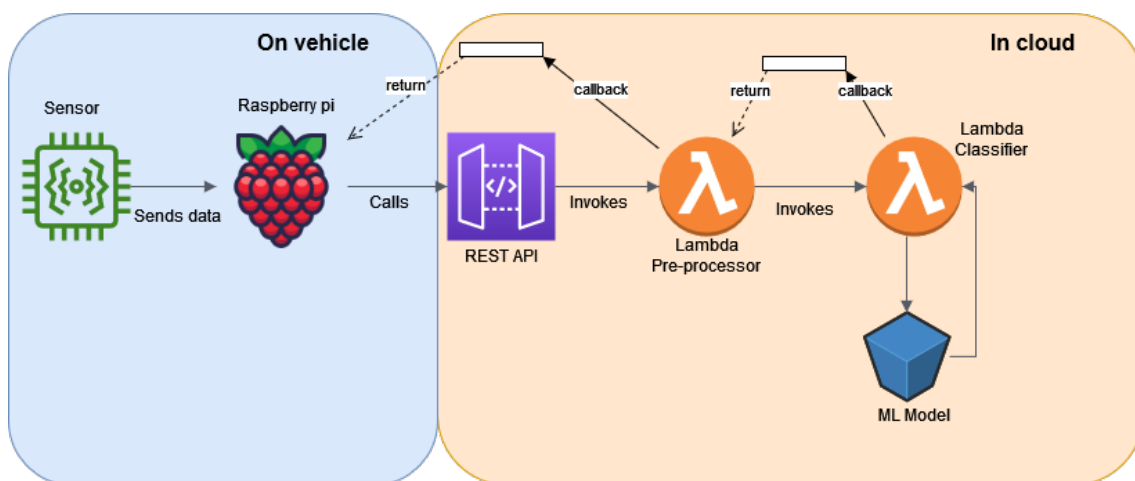 On vehicle
In cloud
return
callback
return
callback
Sensor
Raspberry pi
Lambda
Classifier
Sends data
Calls
</>
Invokes
Invokes
REST API
Lambda
Pre-processor
ML Model